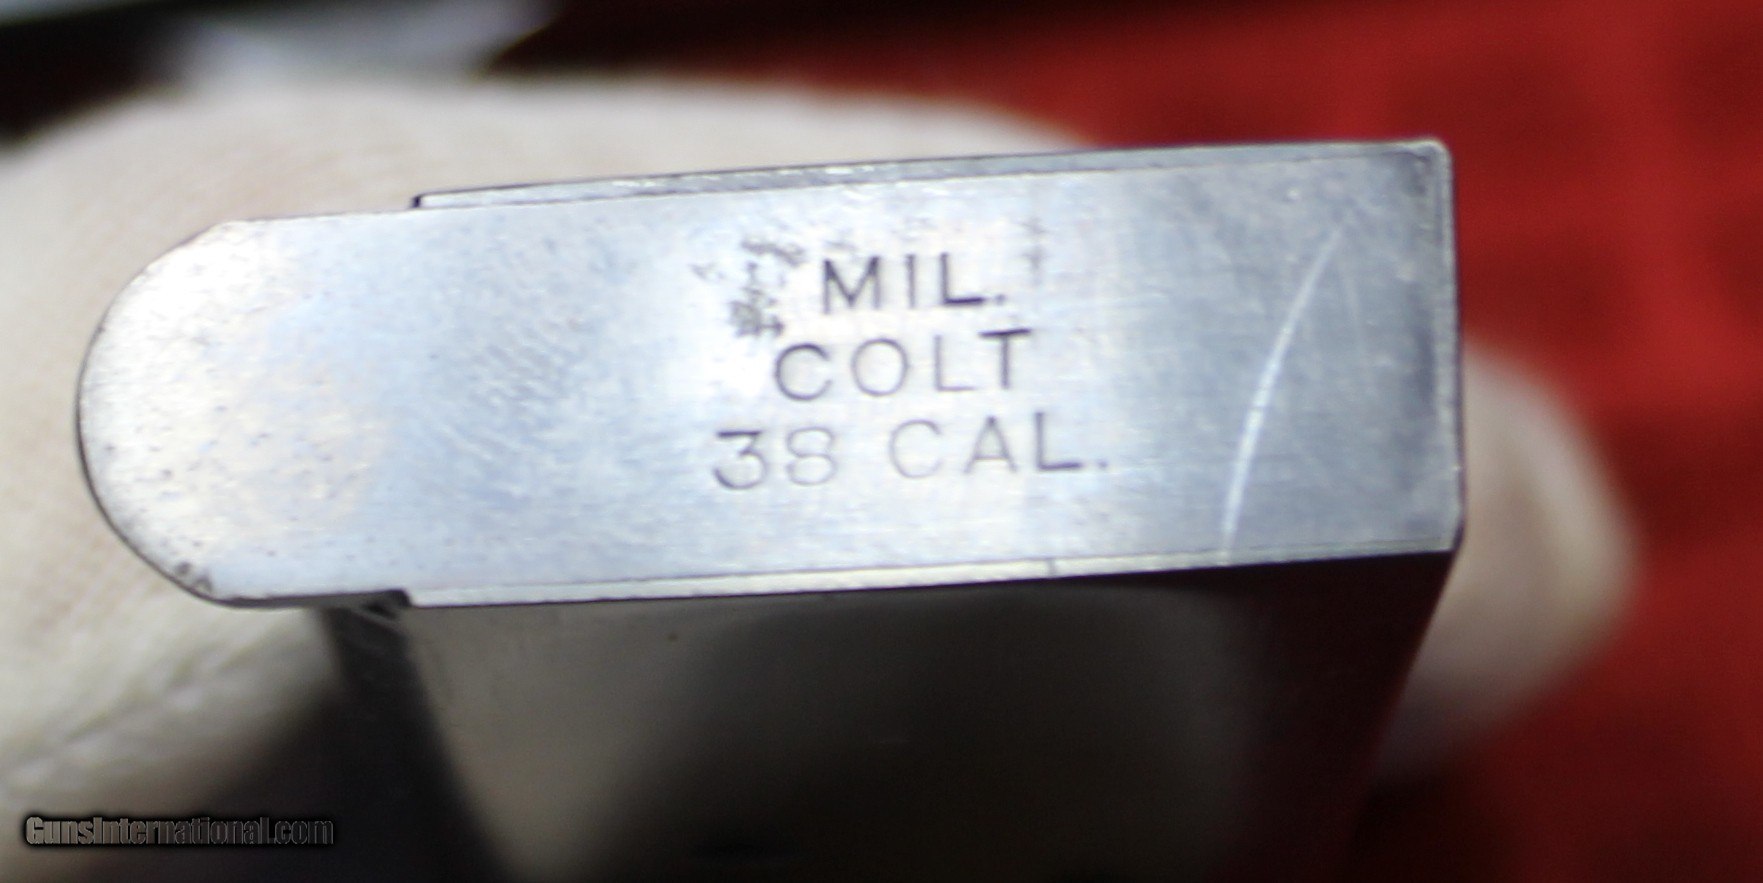 MIL.
COLT
38 CAL.
GunsInternational.com